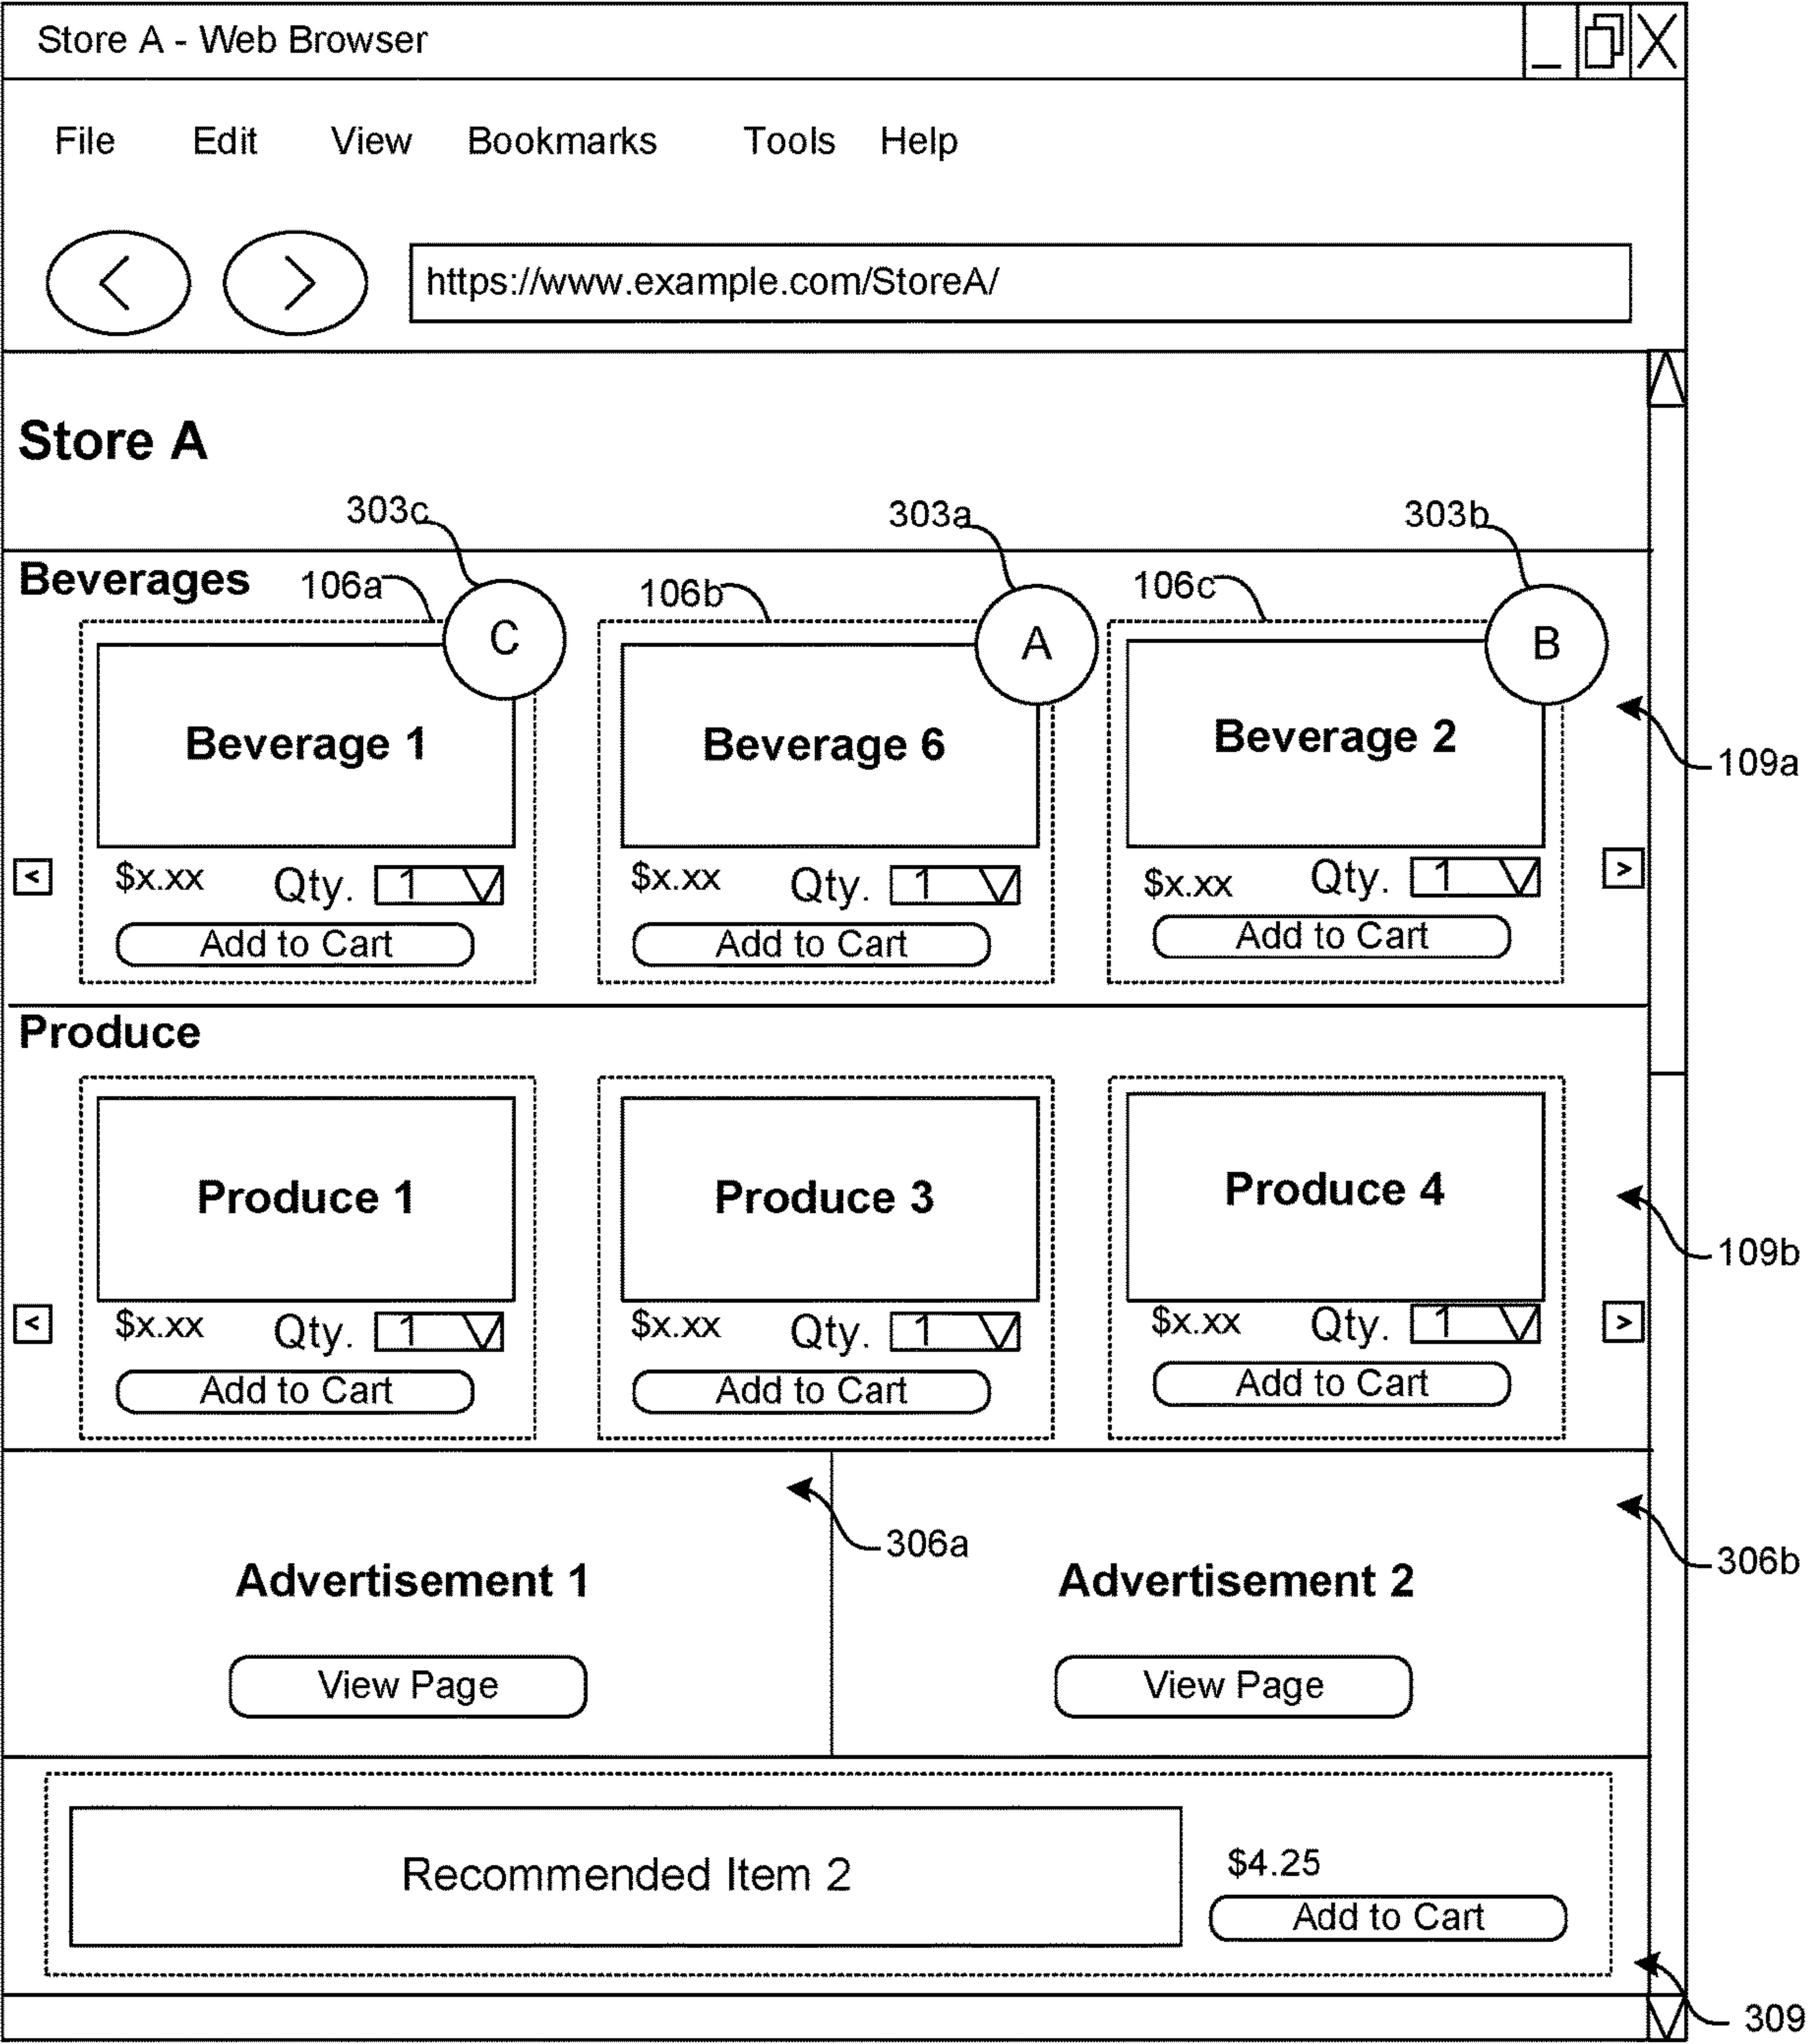 Store A - Web Browser
File Edit View Bookmarks Tools Help
< > https://www.example.com/StoreA/
Store A
303c 303a 303b
Beverages 106a 106b 106c
C A B
Beverage 1 Beverage 6 Beverage 2
109a
< $x.xx Qty. 1 $x.xx Qty. 1 $x.xx Qty. 1 >
Add to Cart Add to Cart Add to Cart
Produce
Produce 1 Produce 3 Produce 4
109b
< $x.xx Qty. 1 $x.xx Qty. 1 $x.xx Qty. 1 >
Add to Cart Add to Cart Add to Cart
306a 306b
Advertisement 1 Advertisement 2
View Page View Page
Recommended Item 2 $4.25
Add to Cart
309